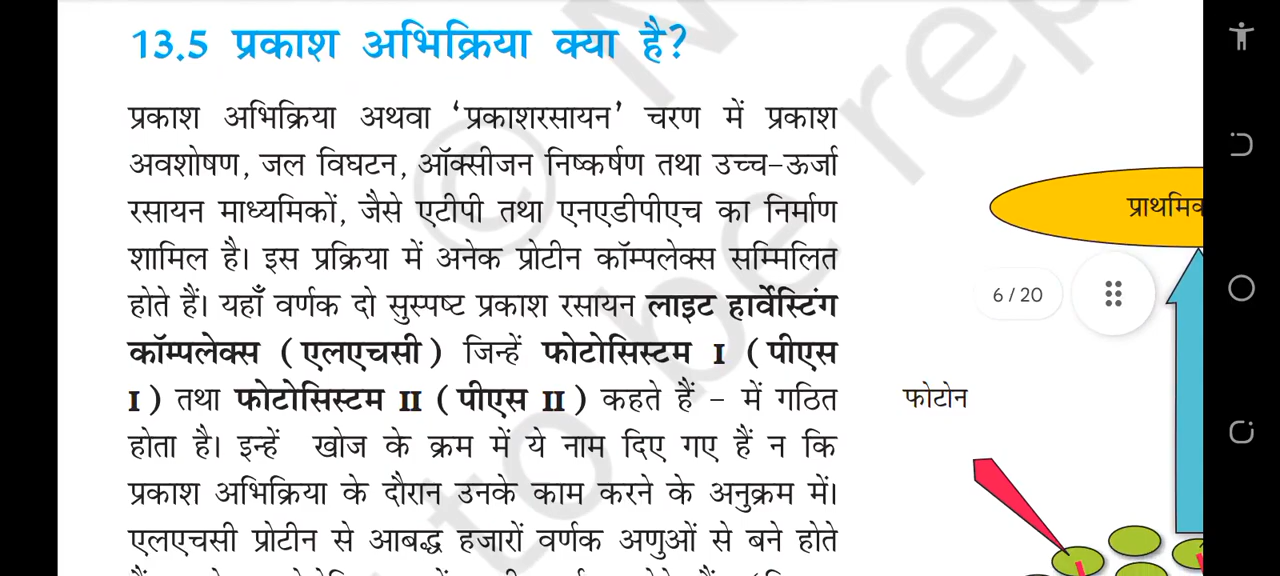 13.5 प्रकाश अभिक्रिया क्या है?
प्रकाश अभिक्रिया अथवा ‘प्रकाशरसायन’ चरण में प्रकाश
अवशोषण, जल विघटन, ऑक्सीजन निष्कर्षण तथा उच्च-ऊर्जा
रसायन माध्यमिकों, जैसे एटीपी तथा एनएडीपीएच का निर्माण
शामिल है। इस प्रक्रिया में अनेक प्रोटीन कॉम्पलेक्स सम्मिलित
होते हैं। यहाँ वर्णक दो सुस्पष्ट प्रकाश रसायन लाइट हार्वेस्टिंग
कॉम्पलेक्स (एलएचसी) जिन्हें फोटोसिस्टम I (पीएस
I) तथा फोटोसिस्टम II (पीएस II) कहते हैं - में गठित
होता है। इन्हें खोज के क्रम में ये नाम दिए गए हैं न कि
प्रकाश अभिक्रिया के दौरान उनके काम करने के अनुक्रम में।
एलएचसी प्रोटीन से आबद्ध हजारों वर्णक अणुओं से बने होते
6 / 20
फोटोन
© N
to be rep